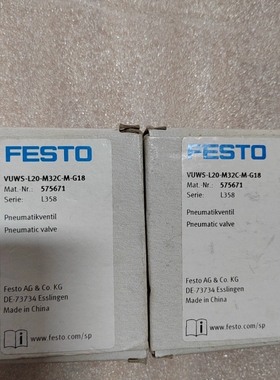 FESTO
VUWS-L20-M32C-M-G18
Mat. Nr.: 575671
Serie: L358
Pneumatikventil
Pneumatic valve
Festo AG & Co. KG
DE-73734 Esslingen
Made in China
www.festo.com/sp
FESTO
VUWS-L20-M32C-M-G18
Mat. Nr.: 575671
Serie: L358
Pneumatikventil
Pneumatic valve
Festo AG & Co. KG
DE-73734 Esslingen
Made in China
www.festo.com/sp